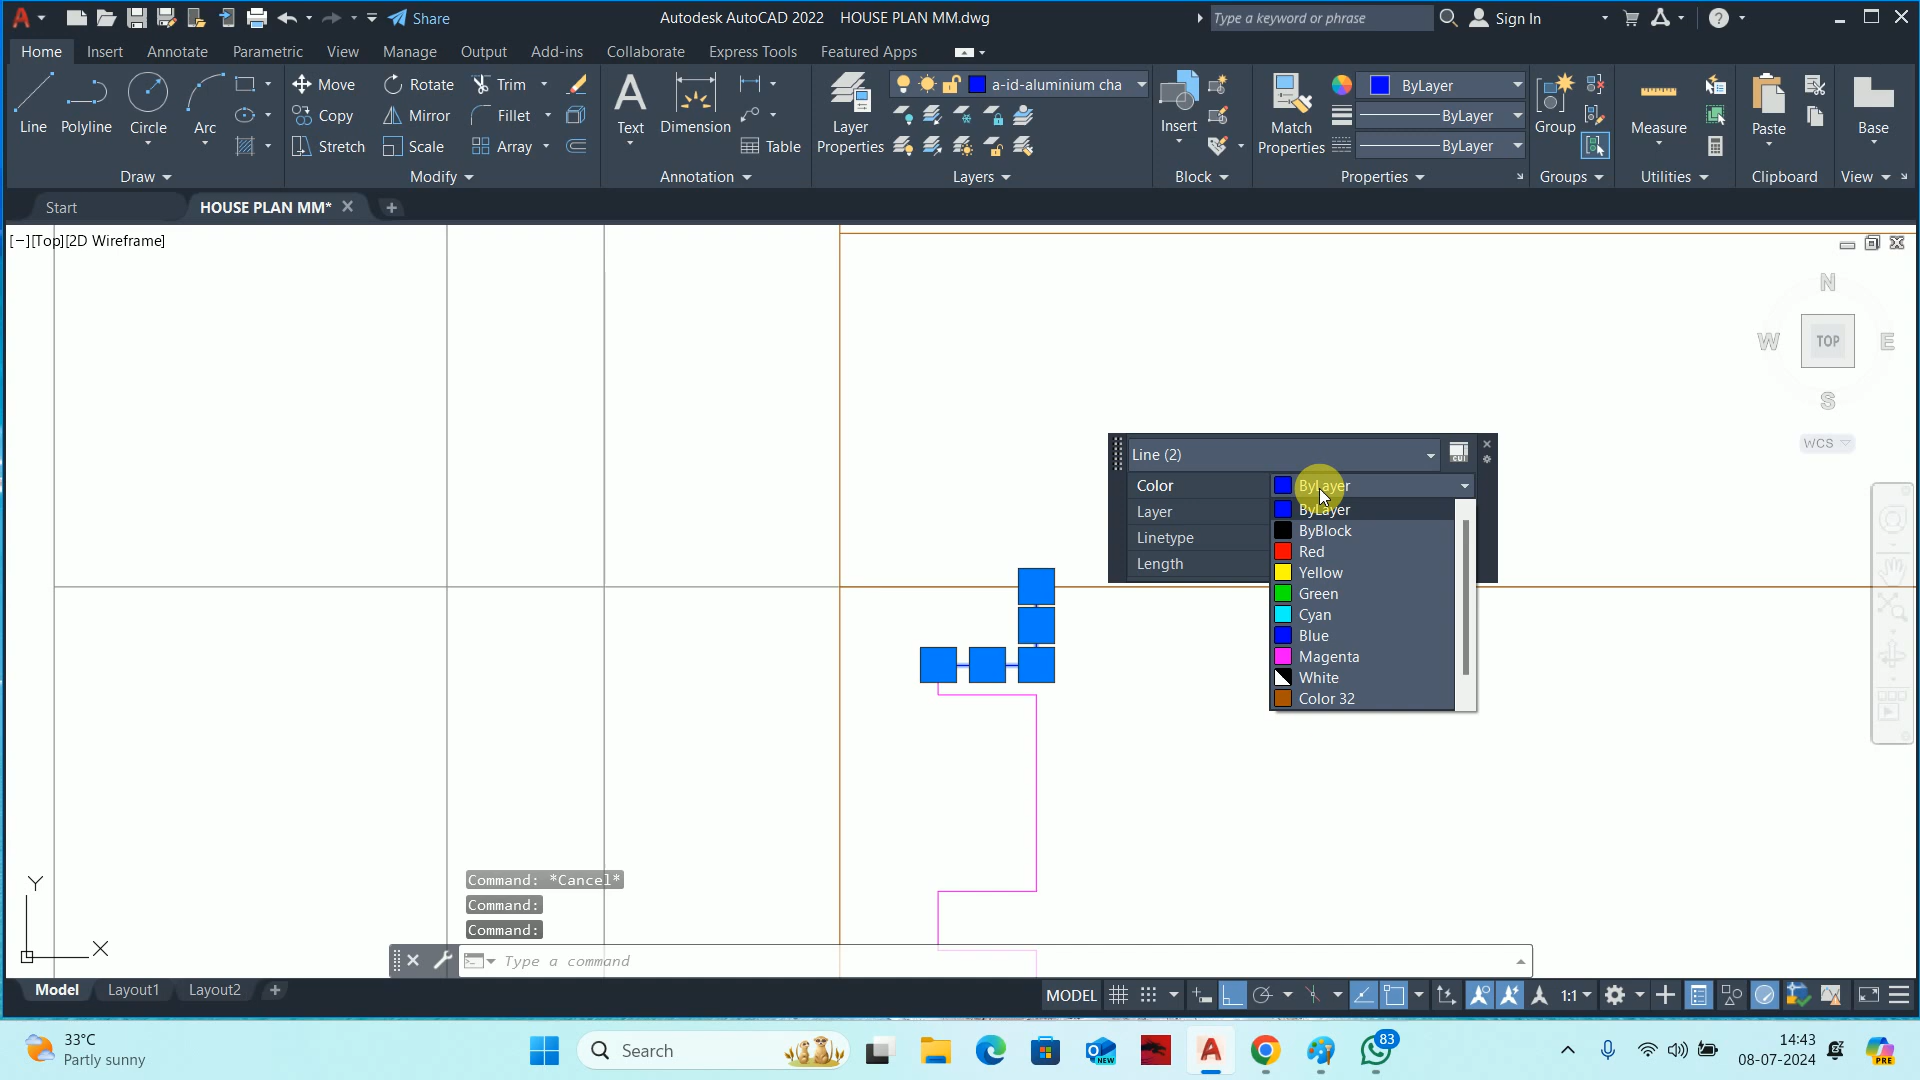 Share
Autodesk AutoCAD 2022 HOUSE PLAN MM.dwg
Type a keyword or phrase
Sign In
Home Insert Annotate Parametric View Manage Output Add-ins Collaborate Express Tools Featured Apps
Line Polyline Circle Arc
Move Rotate Trim
Copy Mirror Fillet
Stretch Scale Array
Text Dimension Table
Layer Properties
a-id-aluminium cha
Insert
Match Properties
ByLayer
ByLayer
ByLayer
Group
Measure
Paste
Base
Draw Modify Annotation Layers Block Properties Groups Utilities Clipboard View
Start HOUSE PLAN MM*
[−][Top][2D Wireframe]
N
W TOP E
S
WCS
Line (2)
CUI
Color ByLayer
Layer
Linetype
Length
ByLayer
ByBlock
Red
Yellow
Green
Cyan
Blue
Magenta
White
Color 32
Command: *Cancel*
Command:
Command:
Type a command
Y
X
Model Layout1 Layout2
MODEL 1:1
33°C
Partly sunny
Search
NEW
83
14:43
08-07-2024
PRE